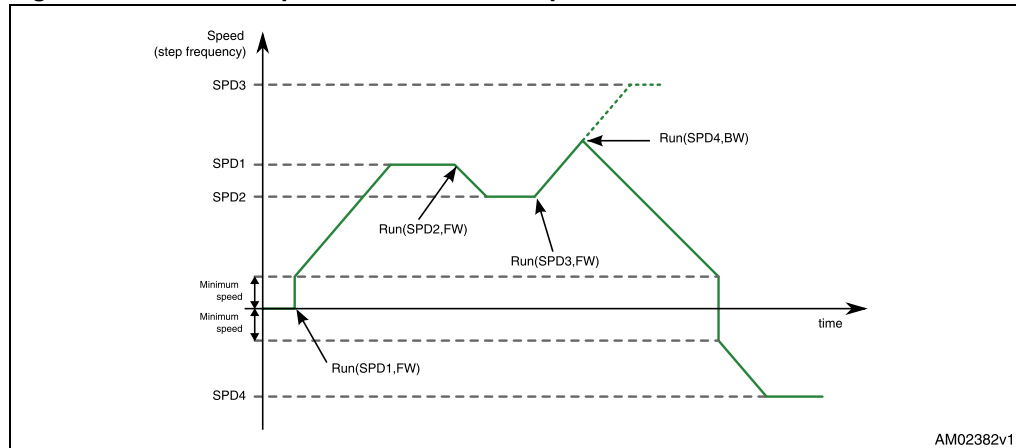 Speed
(step frequency)
SPD3
Run(SPD4,BW)
SPD1
SPD2
Run(SPD2,FW)
Run(SPD3,FW)
Minimum
speed
Minimum
speed
time
Run(SPD1,FW)
SPD4
AM02382v1